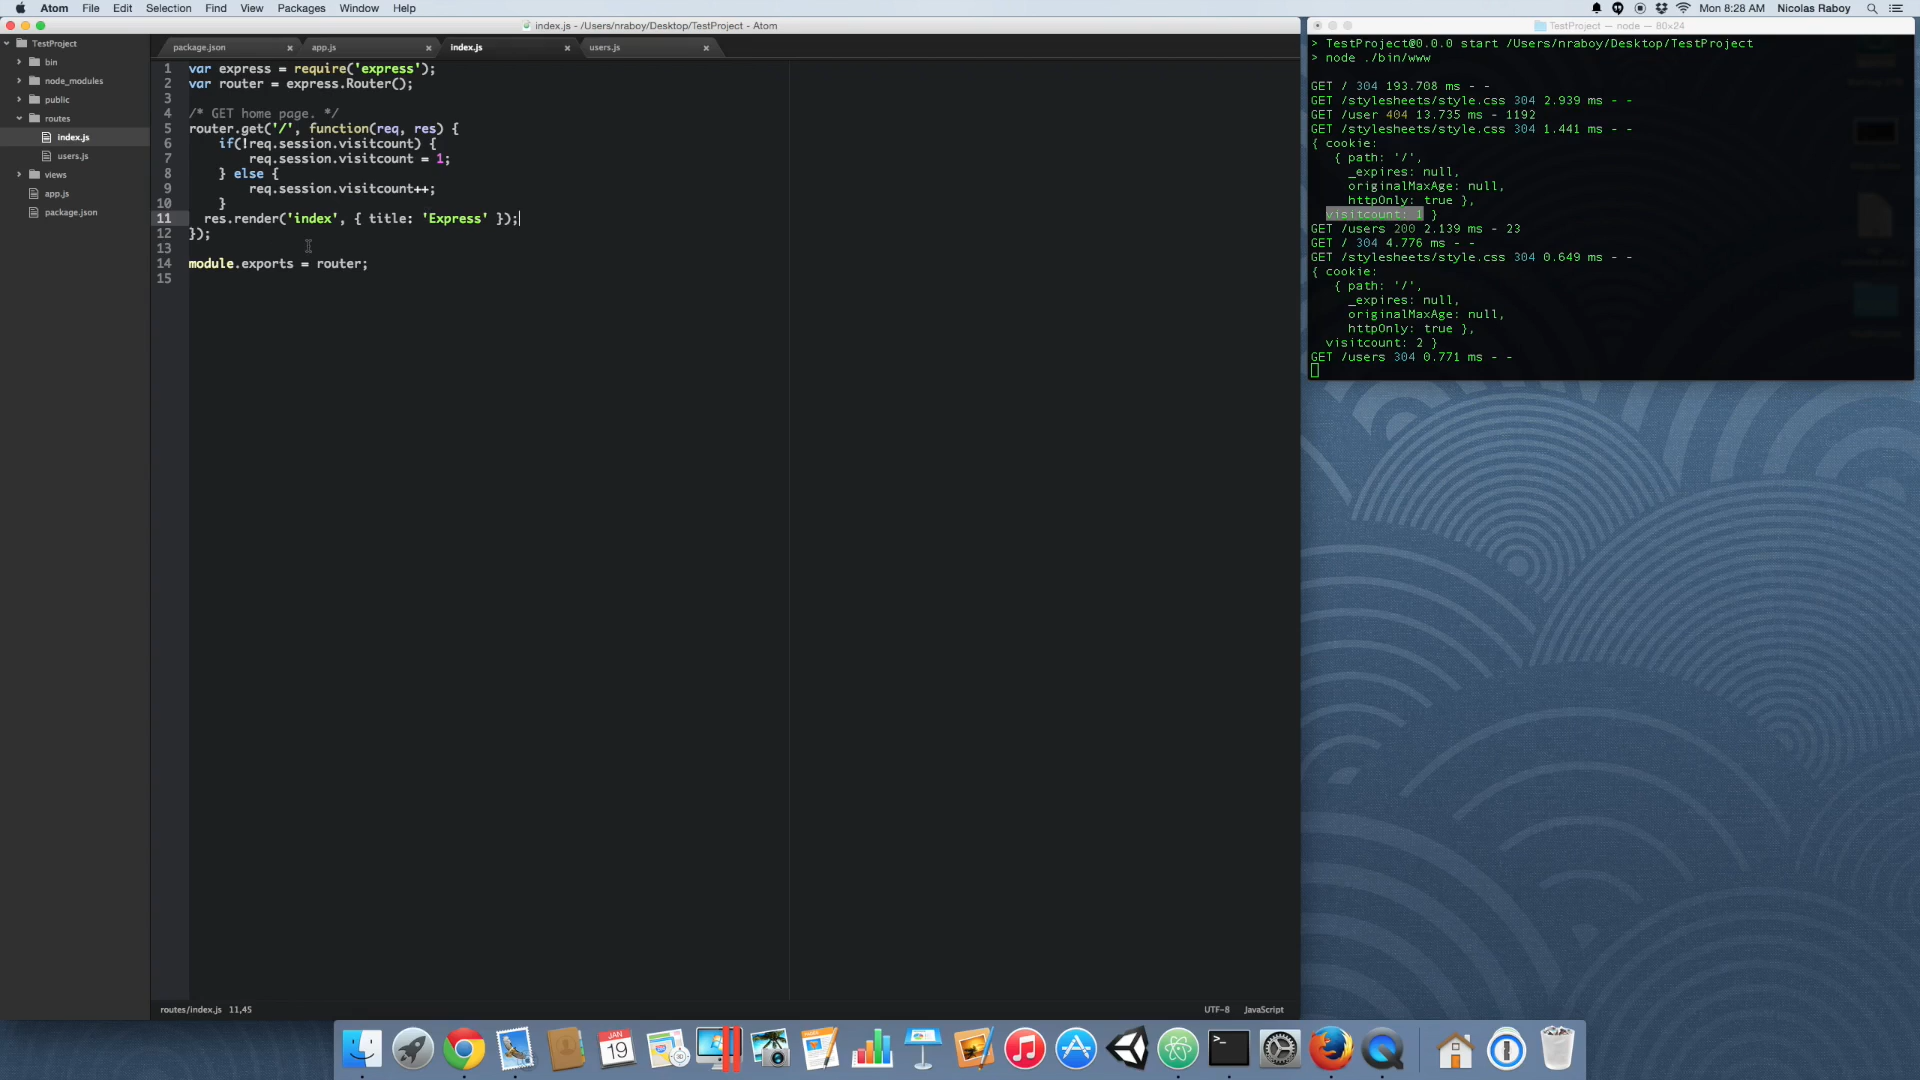 Atom File Edit Selection Find View Packages Window Help
Mon 8:28 AM Nicolas Raboy
index.js - /Users/nraboy/Desktop/TestProject - Atom
TestProject
bin
node_modules
public
routes
index.js
users.js
views
app.js
package.json
package.json app.js index.js users.js
1 var express = require('express');
2 var router = express.Router();
3
4 /* GET home page. */
5 router.get('/', function(req, res) {
6 if(!req.session.visitcount) {
7 req.session.visitcount = 1;
8 } else {
9 req.session.visitcount++;
10 }
11 res.render('index', { title: 'Express' });
12 });
13
14 module.exports = router;
15
routes/index.js 11,45
UTF-8 JavaScript
TestProject — node — 80x24
> TestProject@0.0.0 start /Users/nraboy/Desktop/TestProject
> node ./bin/www
GET / 304 193.708 ms - -
GET /stylesheets/style.css 304 2.939 ms - -
GET /user 404 13.735 ms - 1192
GET /stylesheets/style.css 304 1.441 ms - -
{ cookie:
{ path: '/',
_expires: null,
originalMaxAge: null,
httpOnly: true },
visitcount: 1 }
GET /users 200 2.139 ms - 23
GET / 304 4.776 ms - -
GET /stylesheets/style.css 304 0.649 ms - -
{ cookie:
{ path: '/',
_expires: null,
originalMaxAge: null,
httpOnly: true },
visitcount: 2 }
GET /users 304 0.771 ms - -
JAN
19